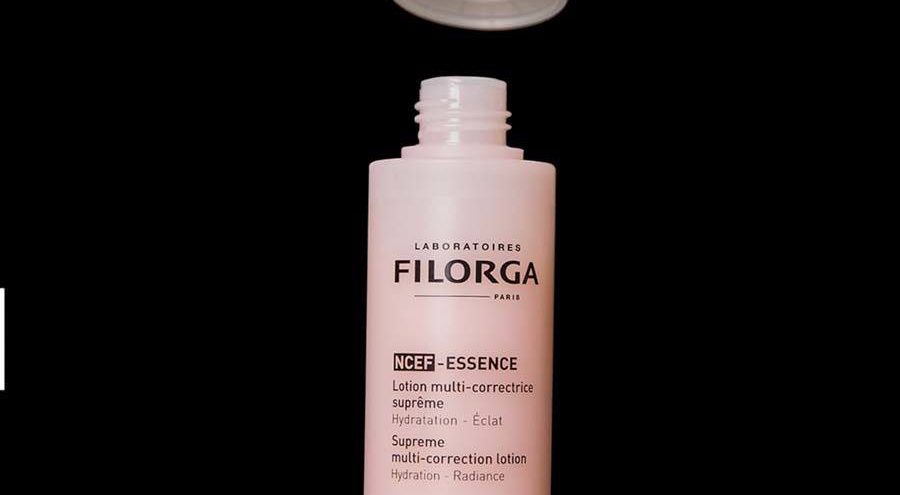 LABORATOIRES
FILORGA
PARIS
NCEF-ESSENCE
Lotion multi-correctrice
suprême
Hydratation - Éclat
Supreme
multi-correction lotion
Hydration - Radiance